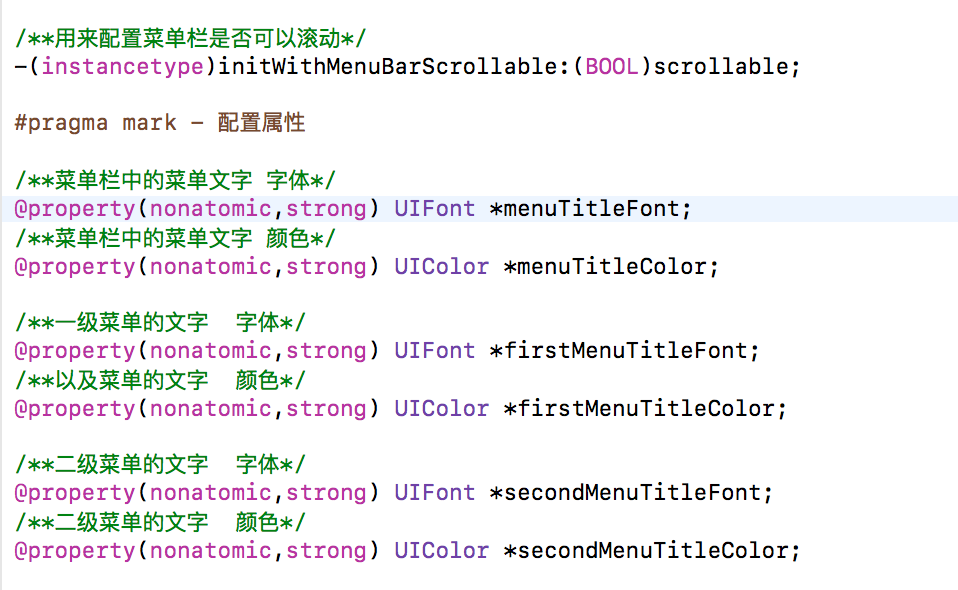 /**用来配置菜单栏是否可以滚动*/
-(instancetype)initWithMenuBarScrollable:(BOOL)scrollable;
#pragma mark - 配置属性
/**菜单栏中的菜单文字 字体*/
@property(nonatomic,strong) UIFont *menuTitleFont;
/**菜单栏中的菜单文字 颜色*/
@property(nonatomic,strong) UIColor *menuTitleColor;
/**一级菜单的文字  字体*/
@property(nonatomic,strong) UIFont *firstMenuTitleFont;
/**以及菜单的文字  颜色*/
@property(nonatomic,strong) UIColor *firstMenuTitleColor;
/**二级菜单的文字  字体*/
@property(nonatomic,strong) UIFont *secondMenuTitleFont;
/**二级菜单的文字  颜色*/
@property(nonatomic,strong) UIColor *secondMenuTitleColor;